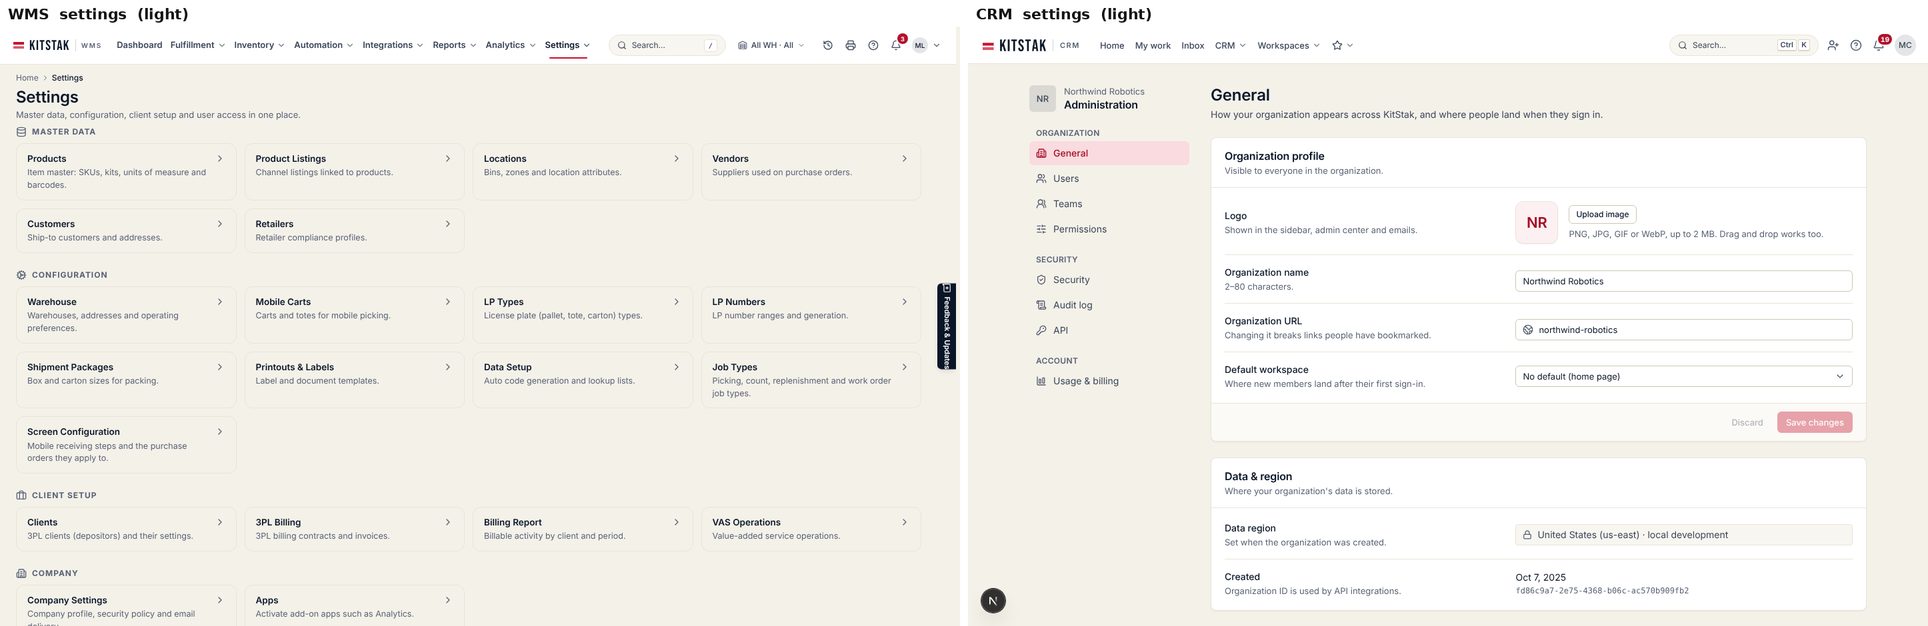 WMS settings (light)
KITSTAK WMS Dashboard Fulfillment Inventory Automation Integrations Reports Analytics Settings Search... / All WH · All 3 ML
Home > Settings
Settings
Master data, configuration, client setup and user access in one place.
MASTER DATA
Products
Item master: SKUs, kits, units of measure and
barcodes.
Product Listings
Channel listings linked to products.
Locations
Bins, zones and location attributes.
Vendors
Suppliers used on purchase orders.
Customers
Ship-to customers and addresses.
Retailers
Retailer compliance profiles.
CONFIGURATION
Warehouse
Warehouses, addresses and operating
preferences.
Mobile Carts
Carts and totes for mobile picking.
LP Types
License plate (pallet, tote, carton) types.
LP Numbers
LP number ranges and generation.
Shipment Packages
Box and carton sizes for packing.
Printouts & Labels
Label and document templates.
Data Setup
Auto code generation and lookup lists.
Job Types
Picking, count, replenishment and work order
job types.
Screen Configuration
Mobile receiving steps and the purchase
orders they apply to.
CLIENT SETUP
Clients
3PL clients (depositors) and their settings.
3PL Billing
3PL billing contracts and invoices.
Billing Report
Billable activity by client and period.
VAS Operations
Value-added service operations.
COMPANY
Company Settings
Company profile, security policy and email
delivery.
Apps
Activate add-on apps such as Analytics.
Feedback & Updates
CRM settings (light)
KITSTAK CRM Home My work Inbox CRM Workspaces Search... Ctrl K 19 MC
NR
Northwind Robotics
Administration
ORGANIZATION
General
Users
Teams
Permissions
SECURITY
Security
Audit log
API
ACCOUNT
Usage & billing
N
General
How your organization appears across KitStak, and where people land when they sign in.
Organization profile
Visible to everyone in the organization.
Logo
Shown in the sidebar, admin center and emails.
NR
Upload image
PNG, JPG, GIF or WebP, up to 2 MB. Drag and drop works too.
Organization name
2–80 characters.
Northwind Robotics
Organization URL
Changing it breaks links people have bookmarked.
northwind-robotics
Default workspace
Where new members land after their first sign-in.
No default (home page)
Discard Save changes
Data & region
Where your organization's data is stored.
Data region
Set when the organization was created.
United States (us-east) · local development
Created
Organization ID is used by API integrations.
Oct 7, 2025
fd86c9a7-2e75-4368-b06c-ac570b909fb2